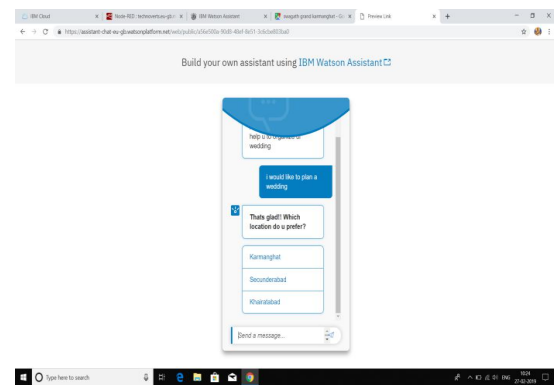 IBM Cloud
Node-RED : technoventures-gb.
IBM Watson Assistant
swagath grand karmanghat - Go
Preview Link
https://assistant-chat-eu-gb.watsonplatform.net/web/public/
Build your own assistant using IBM Watson Assistant
help u to organize ur
wedding
i would like to plan a
wedding
Thats glad!! Which
location do u prefer?
Karmanghat
Secunderabad
Khairatabad
Send a message...
Type here to search
ENG
10:24
27-02-2019